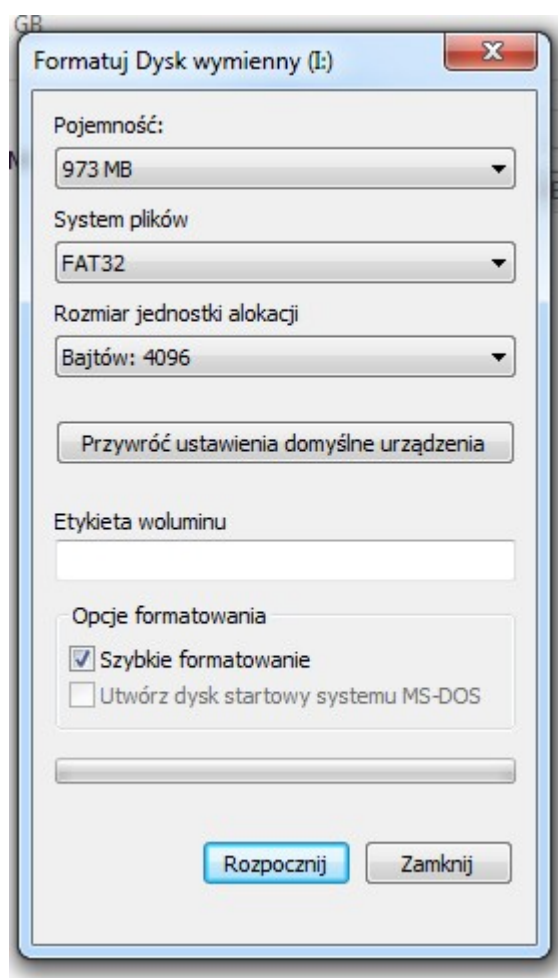 GB
Formatuj Dysk wymienny (I:)
Pojemność:
973 MB
System plików
FAT32
Rozmiar jednostki alokacji
Bajtów: 4096
Przywróć ustawienia domyślne urządzenia
Etykieta woluminu
Opcje formatowania
Szybkie formatowanie
Utwórz dysk startowy systemu MS-DOS
Rozpocznij
Zamknij